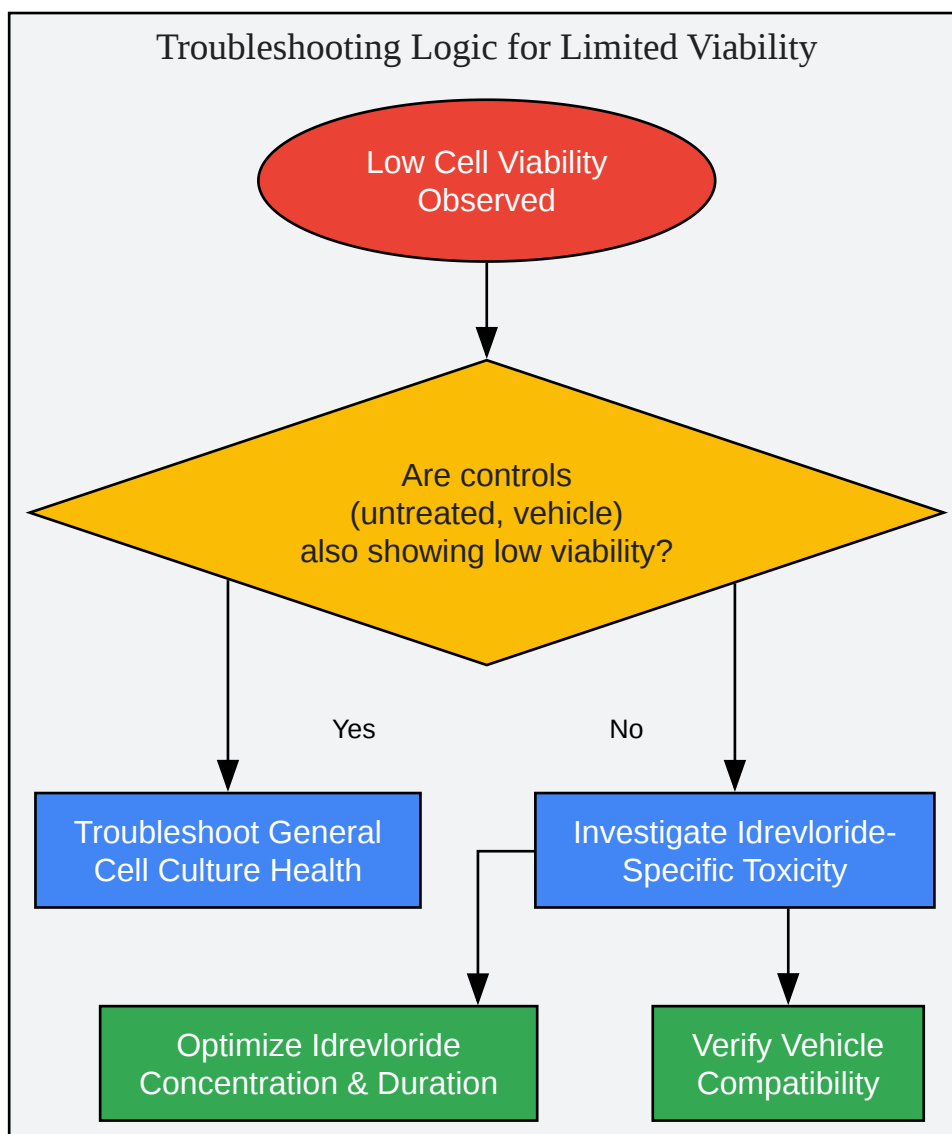 Troubleshooting Logic for Limited Viability
Low Cell Viability
Observed
Are controls
(untreated, vehicle)
also showing low viability?
Yes
No
Troubleshoot General
Cell Culture Health
Investigate Idrevloride-
Specific Toxicity
Optimize Idrevloride
Concentration & Duration
Verify Vehicle
Compatibility